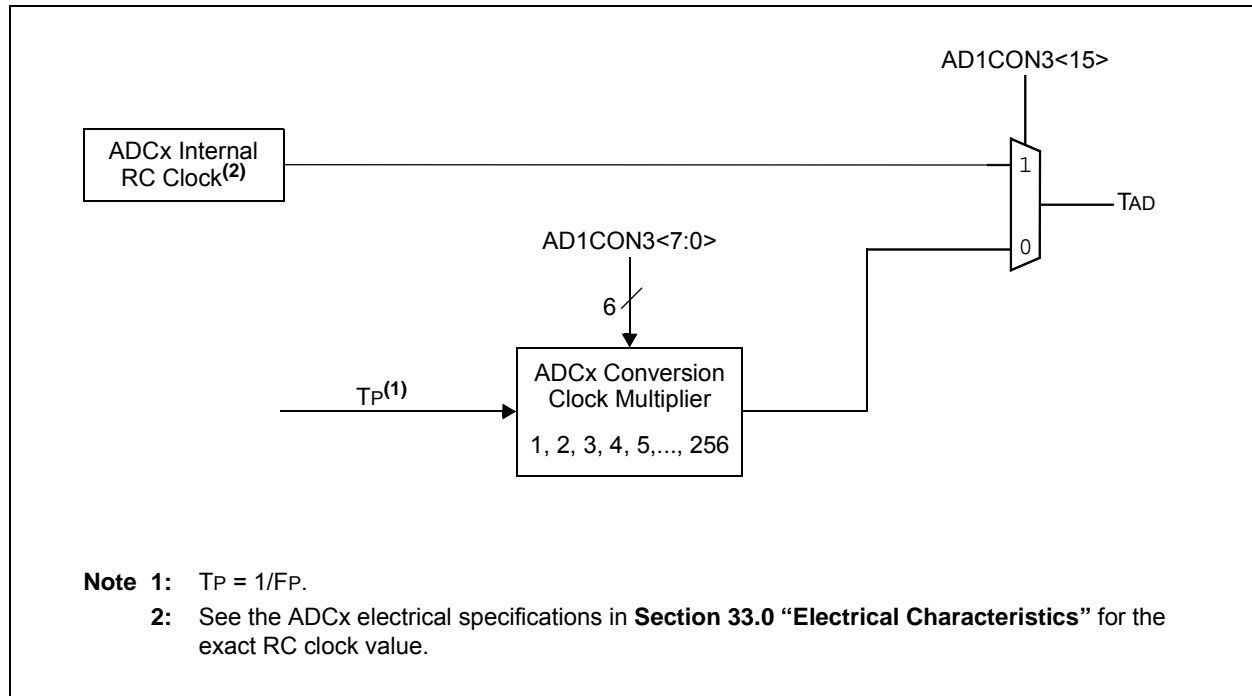 AD1CON3<15>
ADCx Internal
RC Clock(2)
1
TAD
AD1CON3<7:0>
0
6
ADCx Conversion
Clock Multiplier
TP(1)
1, 2, 3, 4, 5,..., 256
Note 1: TP = 1/FP.
2: See the ADCx electrical specifications in Section 33.0 “Electrical Characteristics” for the
exact RC clock value.